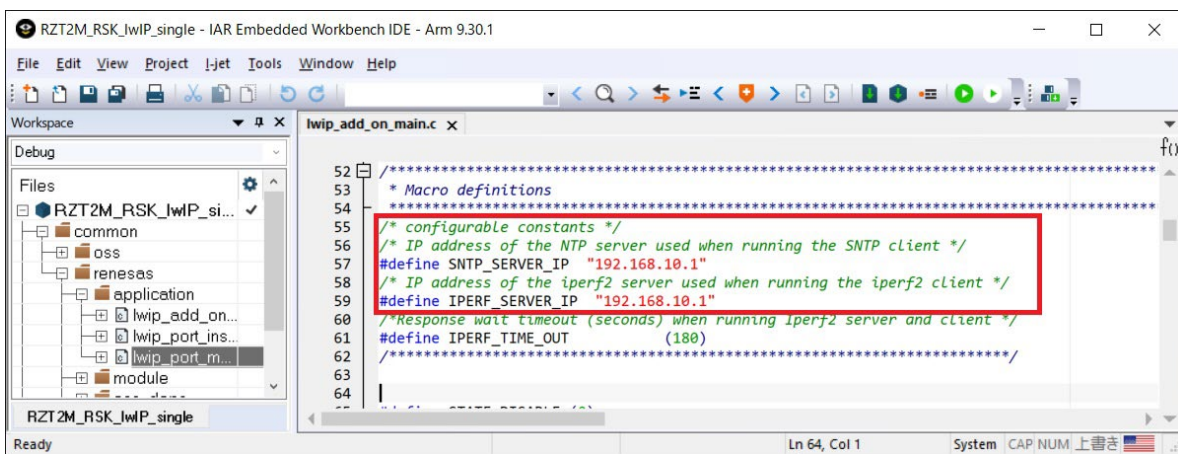 RZT2M_RSK_lwIP_single - IAR Embedded Workbench IDE - Arm 9.30.1
File Edit View Project I-jet Tools Window Help
Workspace
lwip_add_on_main.c
Debug
f()
Files
RZT2M_RSK_lwIP_si...
common
oss
renesas
application
lwip_add_on...
lwip_port_ins...
lwip_port_m...
module
RZT2M_RSK_lwIP_single
52 /*****************************************************************************
53 * Macro definitions
54 *****************************************************************************
55 /* configurable constants */
56 /* IP address of the NTP server used when running the SNTP client */
57 #define SNTP_SERVER_IP "192.168.10.1"
58 /* IP address of the iperf2 server used when running the iperf2 client */
59 #define IPERF_SERVER_IP "192.168.10.1"
60 /*Response wait timeout (seconds) when running Iperf2 server and client */
61 #define IPERF_TIME_OUT (180)
62 /***************************************************************/
63
64
Ready
Ln 64, Col 1
System CAP NUM 上書き